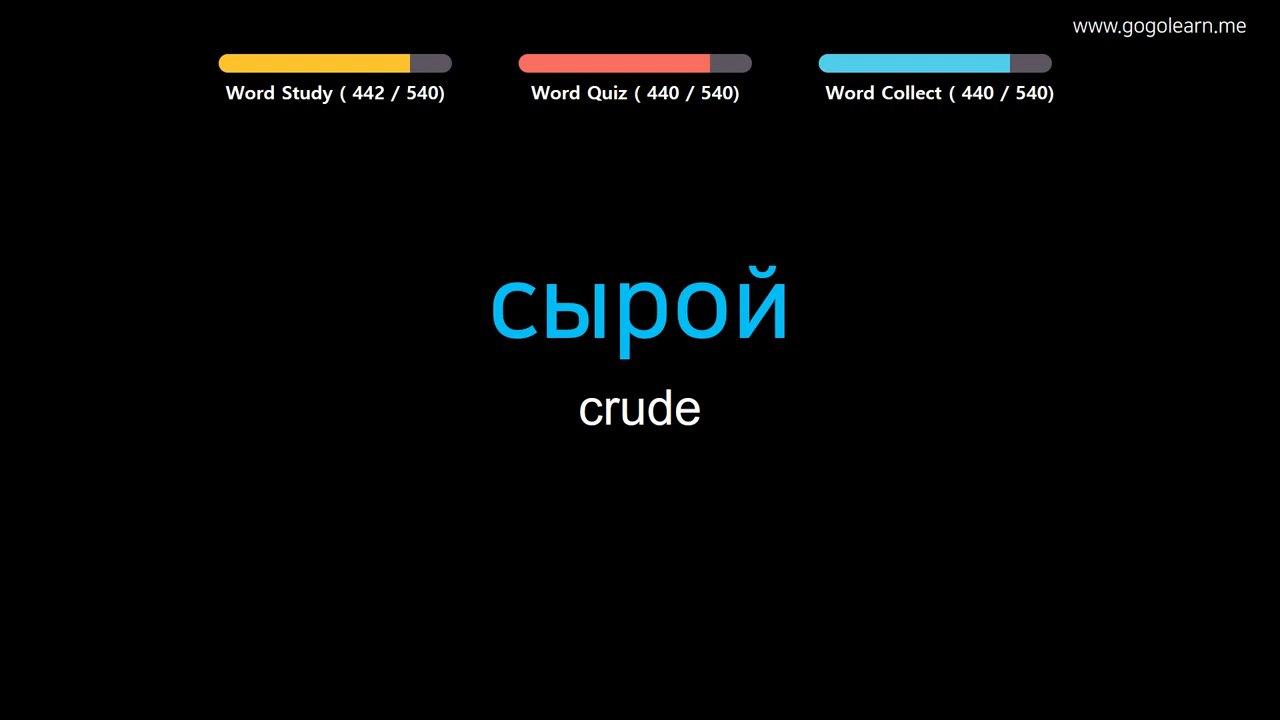 www.gogolearn.me
Word Study ( 442 / 540)
Word Quiz ( 440 / 540)
Word Collect ( 440 / 540)
сырой
crude